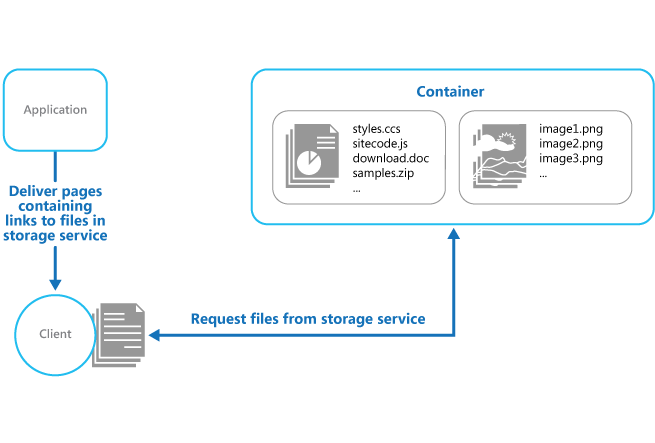 Application
Deliver pages
containing
links to files in
storage service
Client
Container
styles.ccs
sitecode.js
download.doc
samples.zip
...
image1.png
image2.png
image3.png
...
Request files from storage service